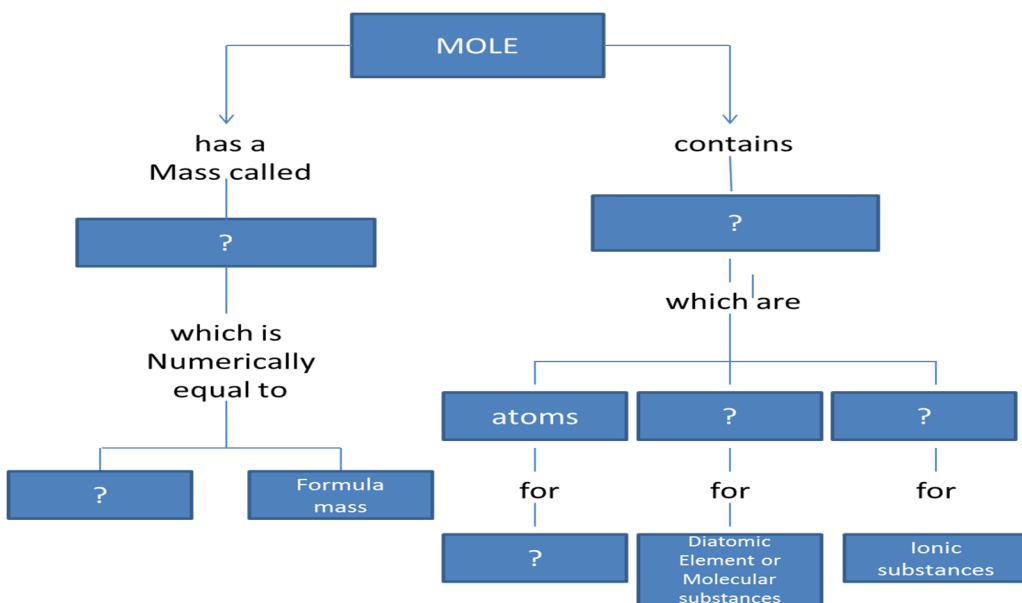 MOLE
has a
Mass called
?
which is
Numerically
equal to
?
Formula
mass
contains
?
which are
atoms
?
?
for
for
for
?
Diatomic
Element or
Molecular
substances
Ionic
substances